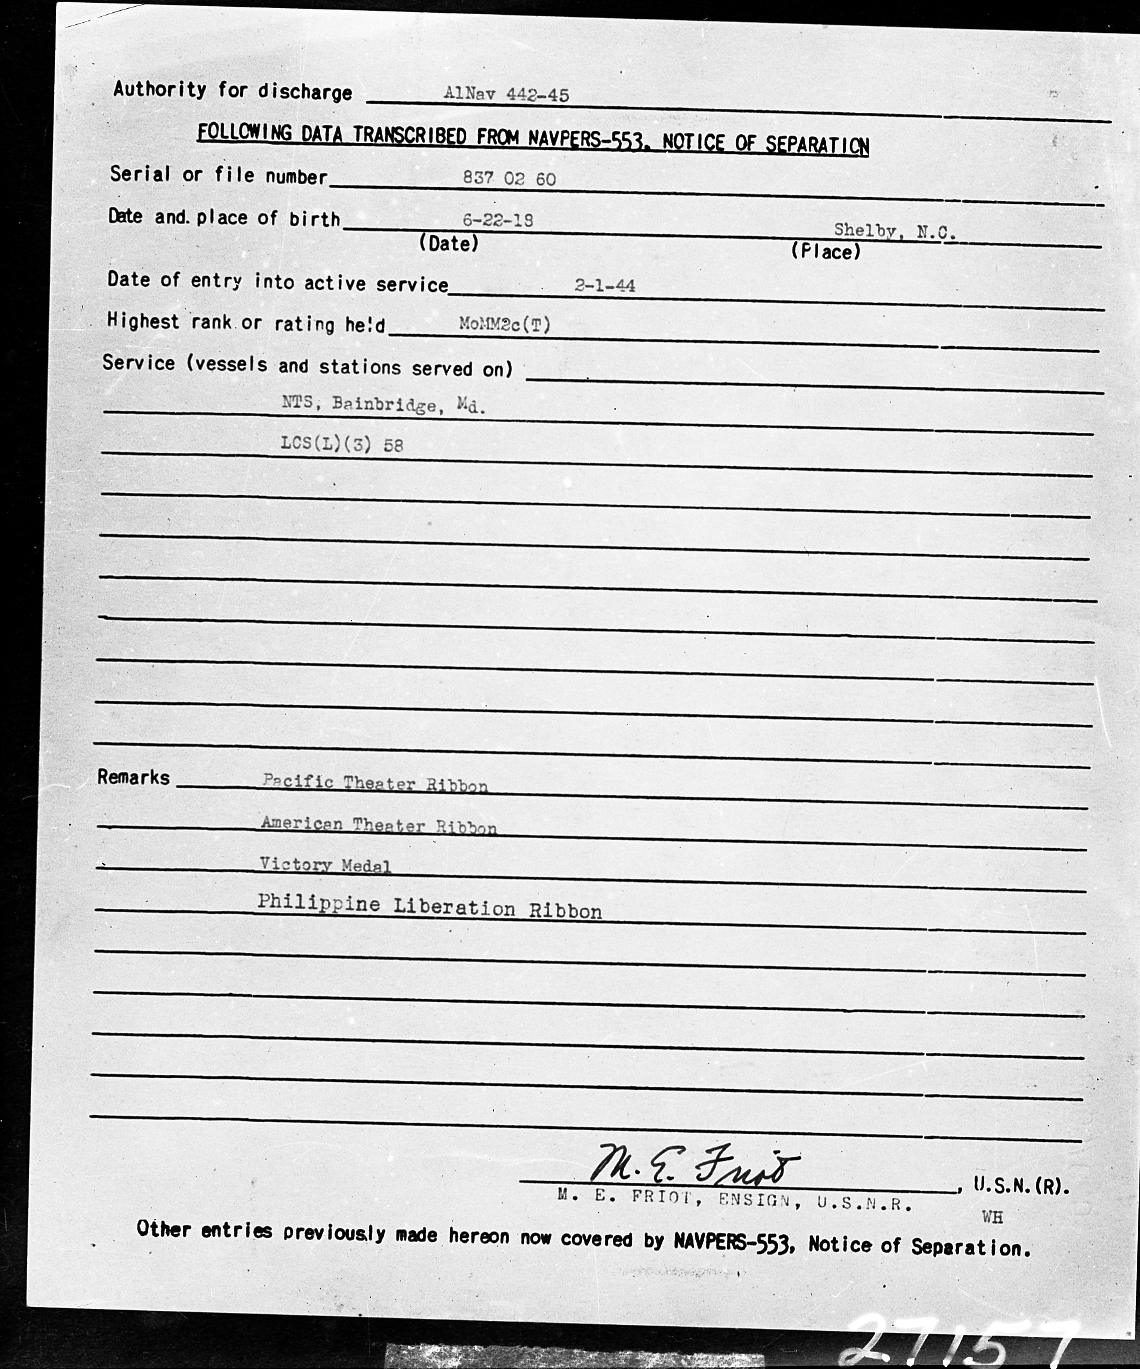 Authority for discharge AlNav 442-45
FOLLOWING DATA TRANSCRIBED FROM NAVPERS-553, NOTICE OF SEPARATION
Serial or file number 837 02 60
Date and place of birth 6-22-18 Shelby, N.C.
(Date) (Place)
Date of entry into active service 2-1-44
Highest rank or rating held MoMM2c(T)
Service (vessels and stations served on)
NTS, Bainbridge, Md.
LCS(L)(3) 58
Remarks Pacific Theater Ribbon
American Theater Ribbon
Victory Medal
Philippine Liberation Ribbon
M. E. Friot
, U.S.N.(R).
M. E. FRIOT, ENSIGN, U.S.N.R.
WH
Other entries previously made hereon now covered by NAVPERS-553, Notice of Separation.
27157